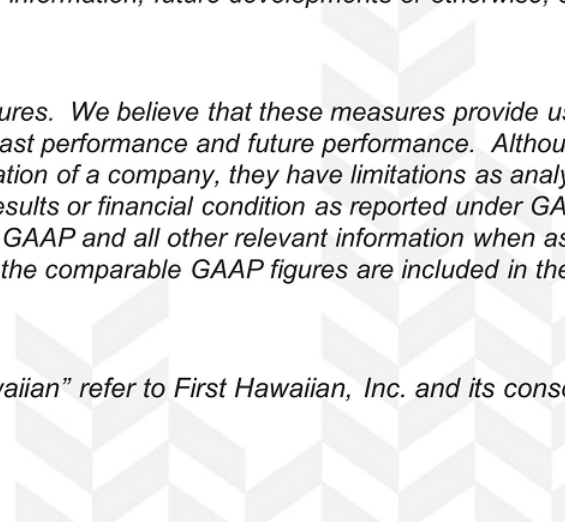 information, future developments or otherwise,
ures. We believe that these measures provide us
ast performance and future performance. Althou
ation of a company, they have limitations as analy
esults or financial condition as reported under GA
GAAP and all other relevant information when as
the comparable GAAP figures are included in the
vaiian” refer to First Hawaiian, Inc. and its conso